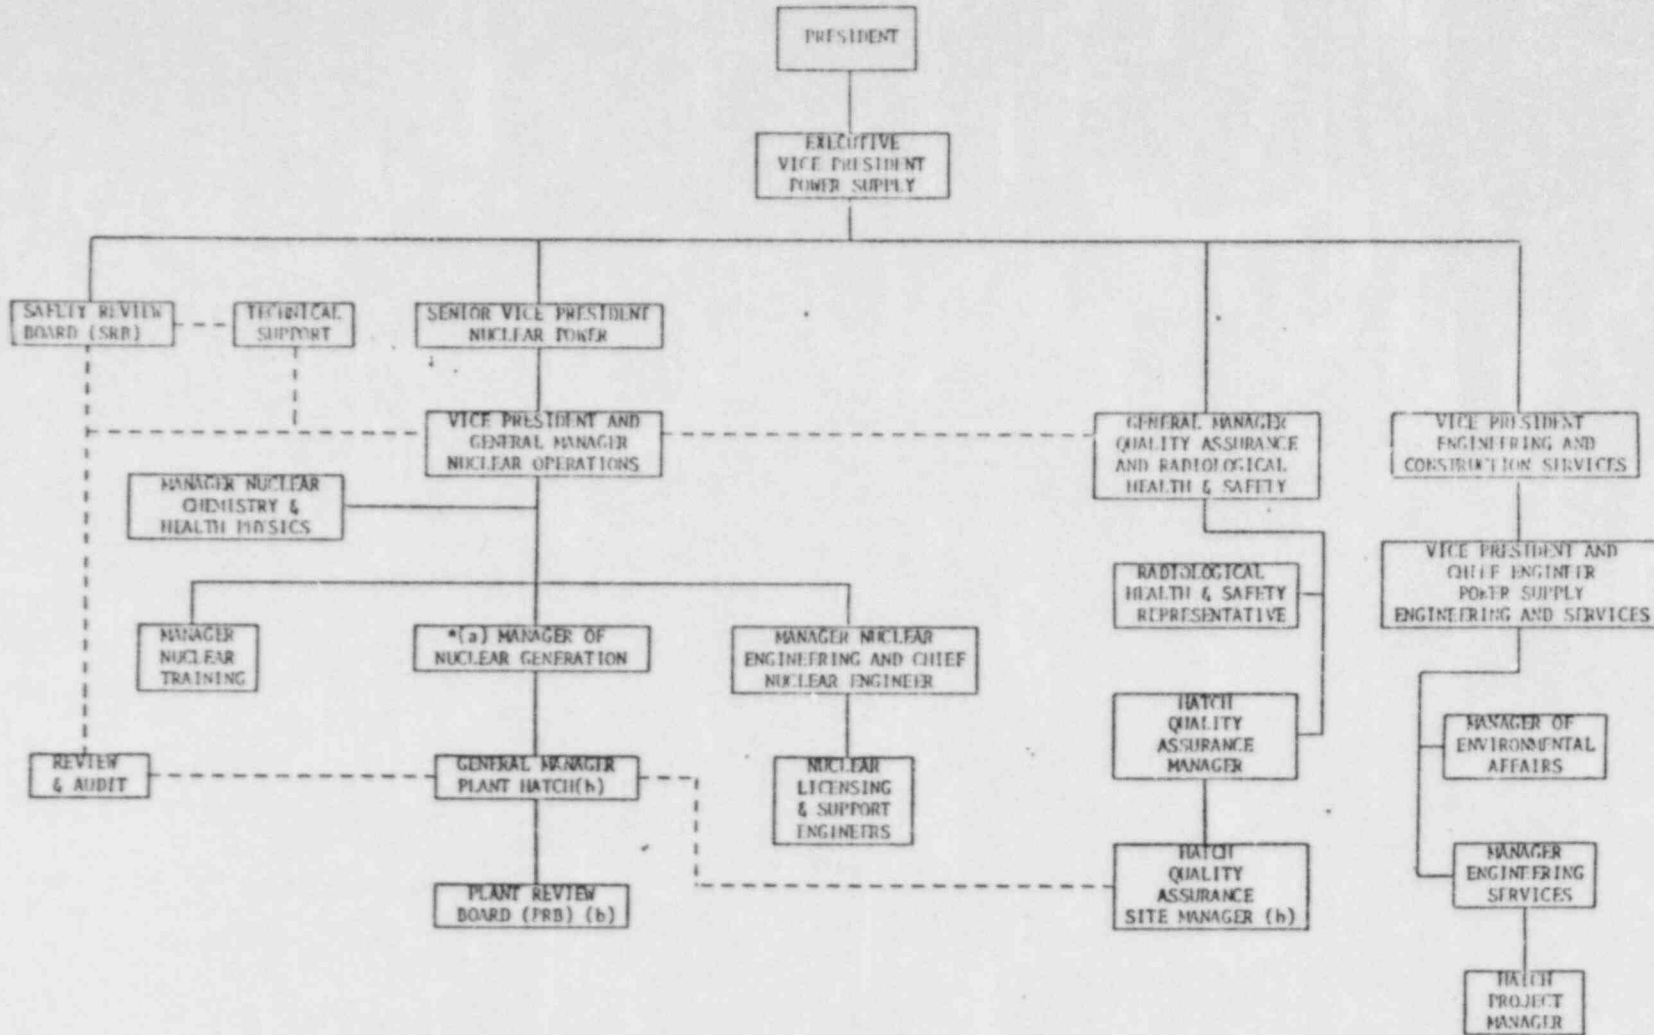 PRESIDENT
EXECUTIVE
VICE PRESIDENT
POWER SUPPLY
SAFETY REVIEW
BOARD (SRB)
TECHNICAL
SUPPORT
SENIOR VICE PRESIDENT
NUCLEAR POWER
VICE PRESIDENT AND
GENERAL MANAGER
NUCLEAR OPERATIONS
GENERAL MANAGER
QUALITY ASSURANCE
AND RADIOLOGICAL
HEALTH & SAFETY
VICE PRESIDENT
ENGINEERING AND
CONSTRUCTION SERVICES
MANAGER NUCLEAR
CHEMISTRY &
HEALTH PHYSICS
RADIOLOGICAL
HEALTH & SAFETY
REPRESENTATIVE
VICE PRESIDENT AND
CHIEF ENGINEER
POWER SUPPLY
ENGINEERING AND SERVICES
MANAGER
NUCLEAR
TRAINING
*(a) MANAGER OF
NUCLEAR GENERATION
MANAGER NUCLEAR
ENGINEERING AND CHIEF
NUCLEAR ENGINEER
HATCH
QUALITY
ASSURANCE
MANAGER
MANAGER OF
ENVIRONMENTAL
AFFAIRS
REVIEW
& AUDIT
GENERAL MANAGER
PLANT HATCH(b)
NUCLEAR
LICENSING
& SUPPORT
ENGINEERS
HATCH
QUALITY
ASSURANCE
SITE MANAGER (b)
MANAGER
ENGINEERING
SERVICES
PLANT REVIEW
BOARD (PRB) (b)
HATCH
PROJECT
MANAGER